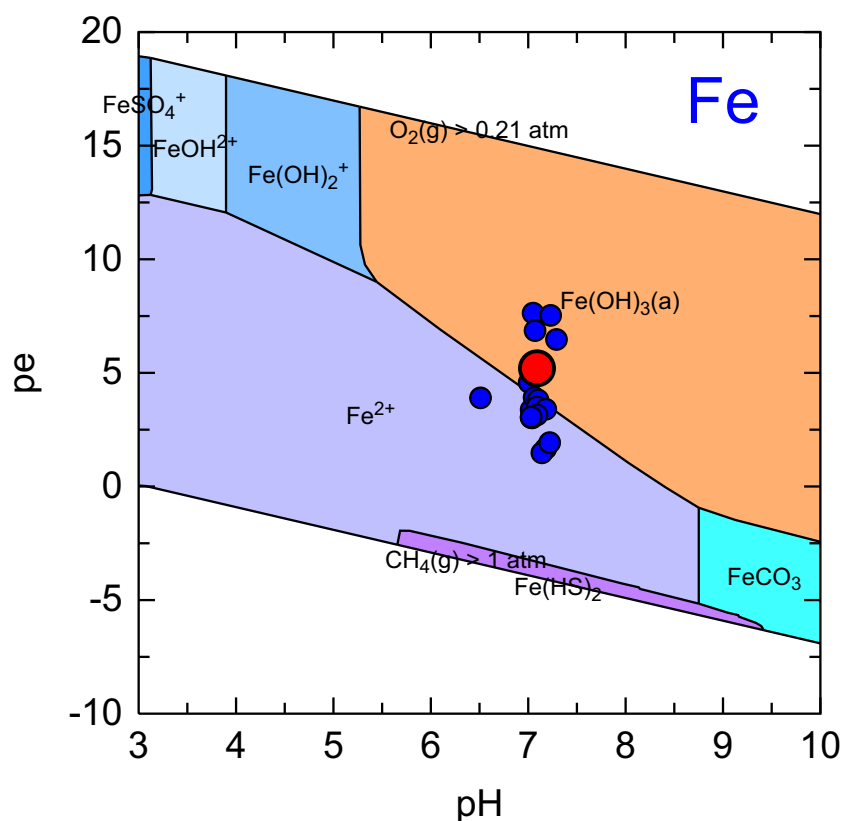 Fe
20
15
10
5
0
-5
-10
pe
FeSO₄⁺
FeOH²⁺
Fe(OH)₂⁺
O₂(g) > 0.21 atm
Fe(OH)₃(a)
Fe²⁺
CH₄(g) > 1 atm
Fe(HS)₂
FeCO₃
3 4 5 6 7 8 9 10
pH